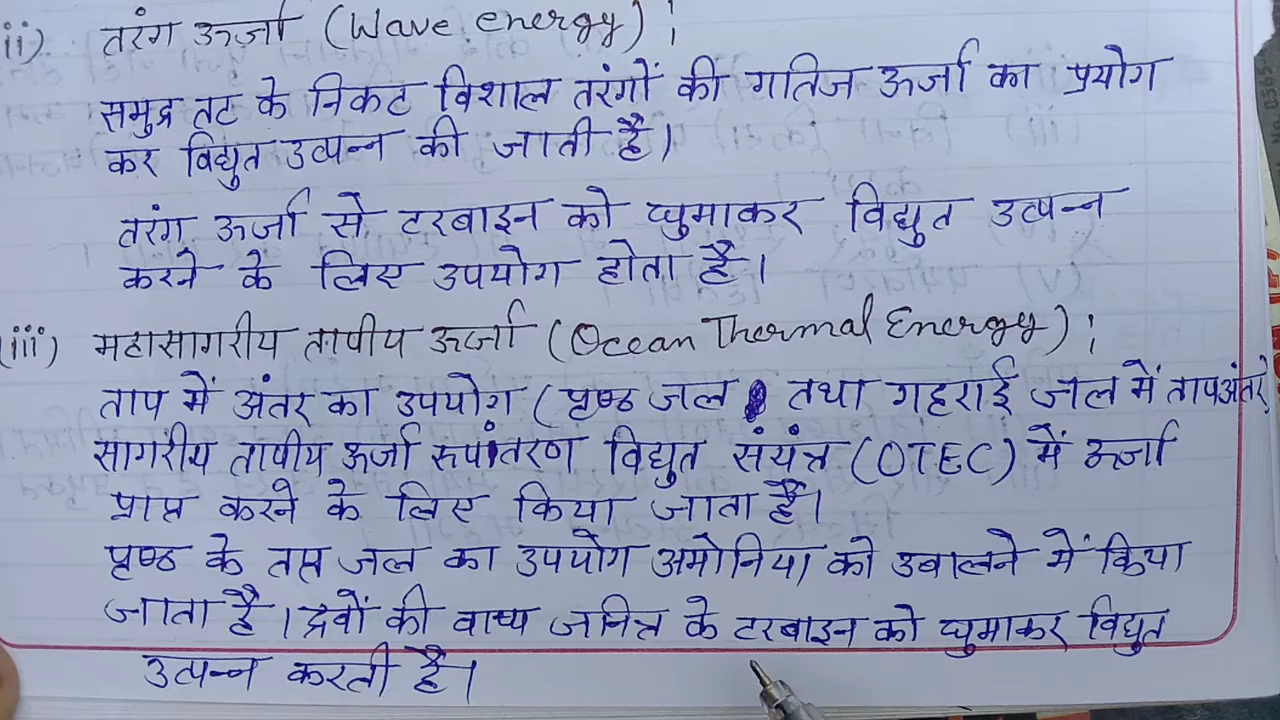 ii) तरंग ऊर्जा (Wave energy) ;
समुद्र तट के निकट विशाल तरंगों की गतिज ऊर्जा का प्रयोग
कर विद्युत उत्पन्न की जाती है।
तरंग ऊर्जा से टरबाइन को घुमाकर विद्युत उत्पन्न
करने के लिए उपयोग होता है।
(iii) महासागरीय तापीय ऊर्जा (Ocean Thermal Energy) ;
ताप में अंतर का उपयोग (पृष्ठ जल तथा गहराई जल में ताप अंतर)
सागरीय तापीय ऊर्जा रूपांतरण विद्युत संयंत्र (OTEC) में ऊर्जा
प्राप्त करने के लिए किया जाता है।
पृष्ठ के तप्त जल का उपयोग अमोनिया को उबालने में किया
जाता है। द्रवों की वाष्प जनित्र के टरबाइन को घुमाकर विद्युत
उत्पन्न करती है।